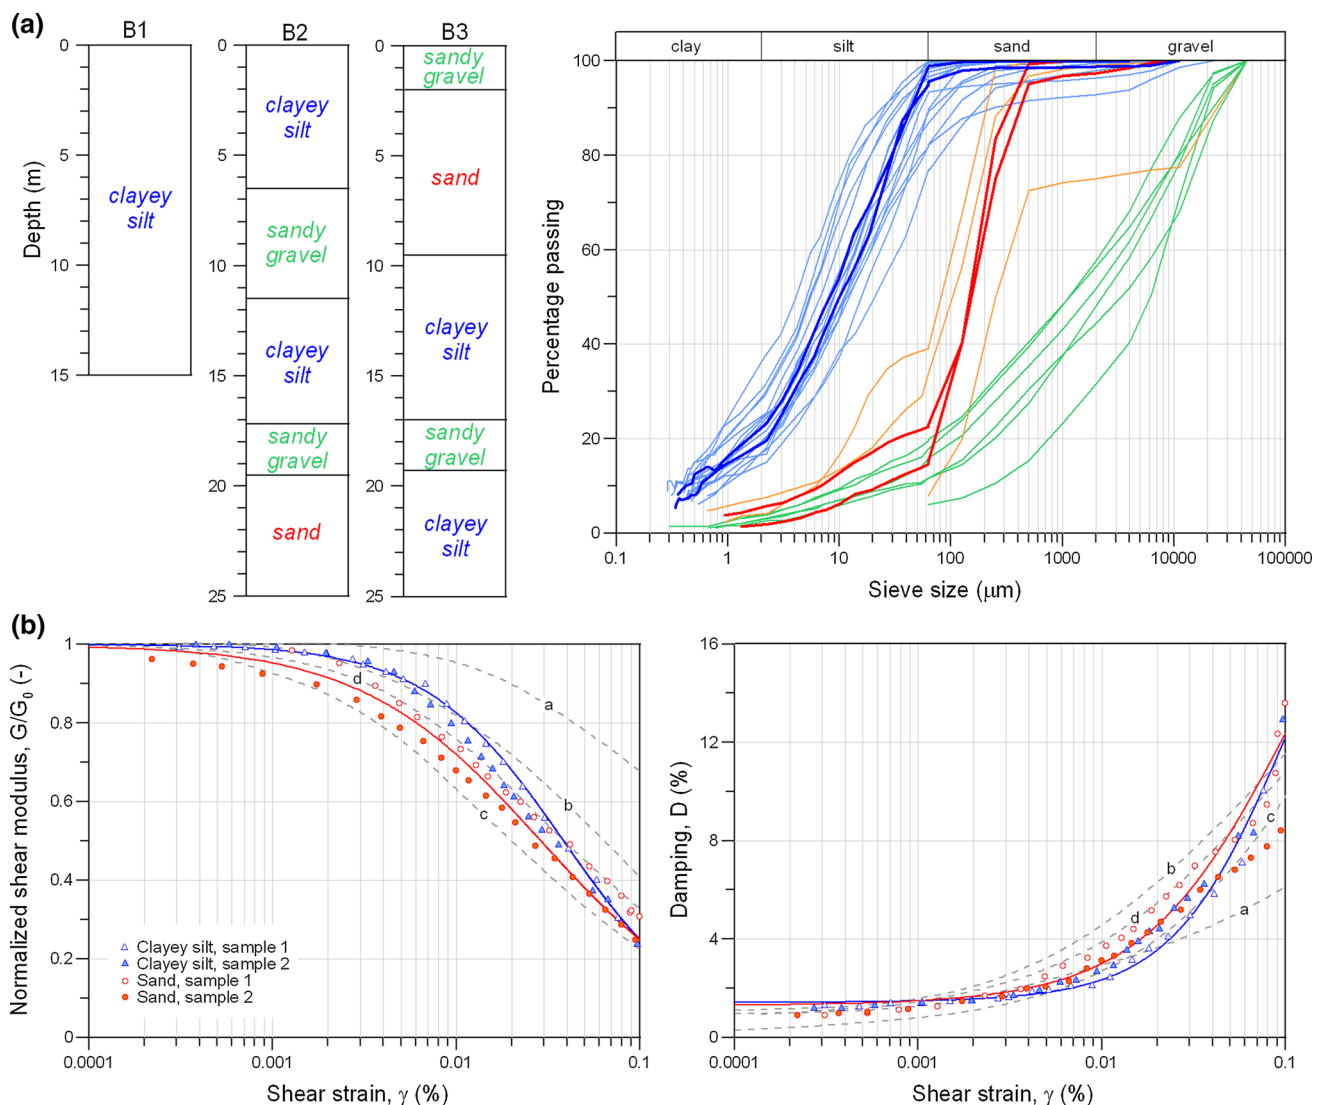 (a)
B1
B2
B3
0
5
10
15
Depth (m)
clayey
silt
0
5
10
15
20
25
clayey
silt
sandy
gravel
clayey
silt
sandy
gravel
sand
0
5
10
15
20
25
sandy
gravel
sand
clayey
silt
sandy
gravel
clayey
silt
clay
silt
sand
gravel
100
80
60
40
20
0
Percentage passing
0.1
1
10
100
1000
10000
100000
Sieve size (μm)
(b)
1
0.8
0.6
0.4
0.2
0
Normalized shear modulus, G/G0 (-)
a
d
b
c
Clayey silt, sample 1
Clayey silt, sample 2
Sand, sample 1
Sand, sample 2
0.0001
0.001
0.01
0.1
Shear strain, γ (%)
16
12
8
4
0
Damping, D (%)
b
c
d
a
0.0001
0.001
0.01
0.1
Shear strain, γ (%)